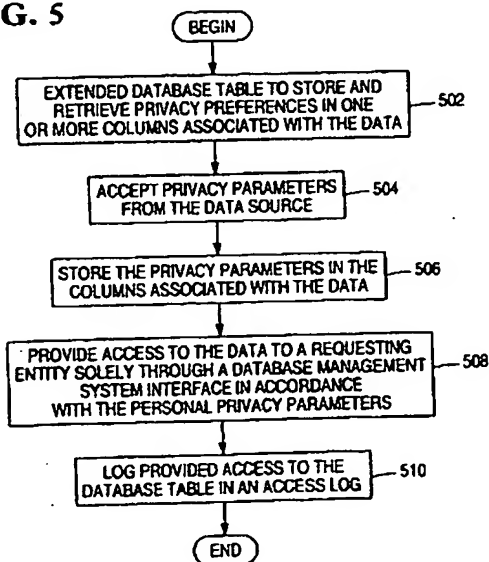 G. 5
BEGIN
EXTENDED DATABASE TABLE TO STORE AND
RETRIEVE PRIVACY PREFERENCES IN ONE
OR MORE COLUMNS ASSOCIATED WITH THE DATA
502
ACCEPT PRIVACY PARAMETERS
FROM THE DATA SOURCE
504
STORE THE PRIVACY PARAMETERS IN THE
COLUMNS ASSOCIATED WITH THE DATA
506
PROVIDE ACCESS TO THE DATA TO A REQUESTING
ENTITY SOLELY THROUGH A DATABASE MANAGEMENT
SYSTEM INTERFACE IN ACCORDANCE
WITH THE PERSONAL PRIVACY PARAMETERS
508
LOG PROVIDED ACCESS TO THE
DATABASE TABLE IN AN ACCESS LOG
510
END